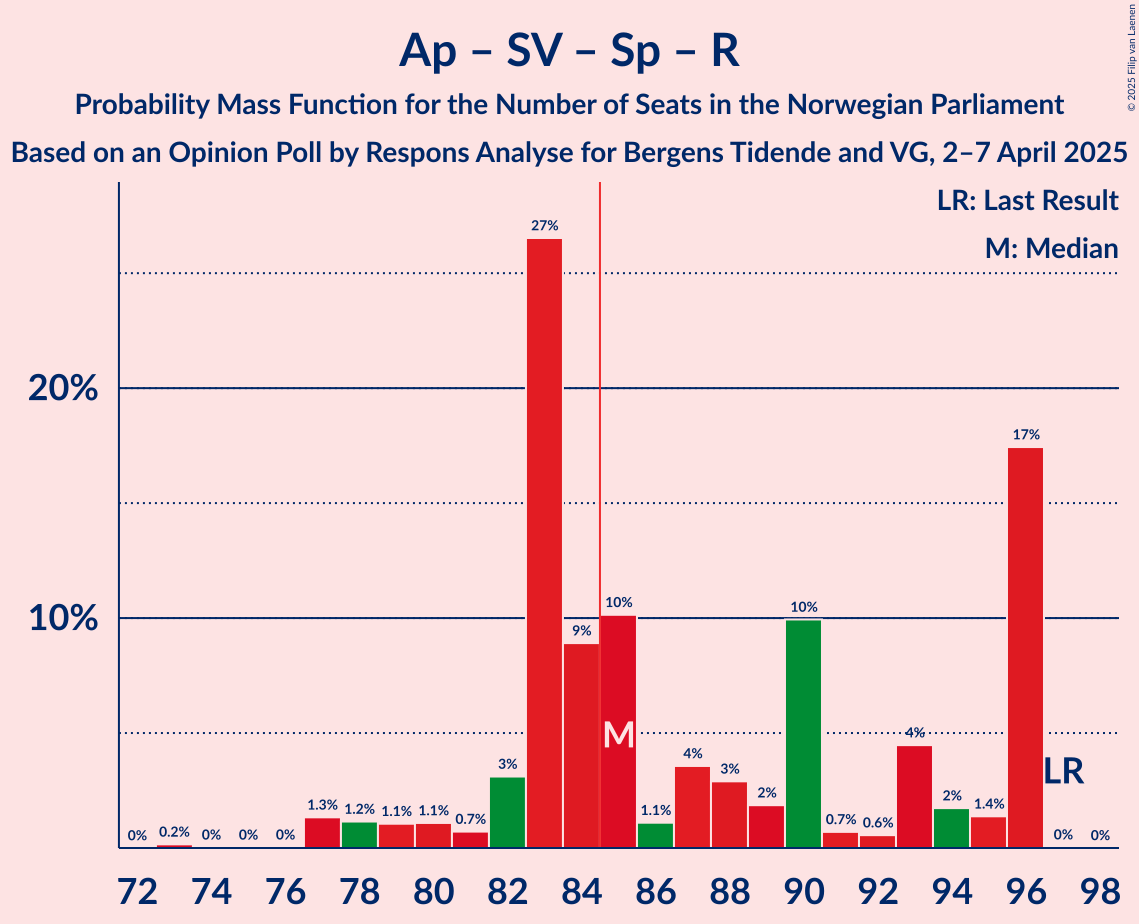 Ap – SV – Sp – R
Probability Mass Function for the Number of Seats in the Norwegian Parliament
Based on an Opinion Poll by Respons Analyse for Bergens Tidende and VG, 2–7 April 2025
© 2025 Filip van Laenen
LR: Last Result
M: Median
20%
10%
0% 0.2% 0% 0% 0% 1.3% 1.2% 1.1% 1.1% 0.7% 3% 27% 9% 10% 1.1% 4% 3% 2% 10% 0.7% 0.6% 4% 2% 1.4% 17% 0% 0%
M
LR
72 74 76 78 80 82 84 86 88 90 92 94 96 98